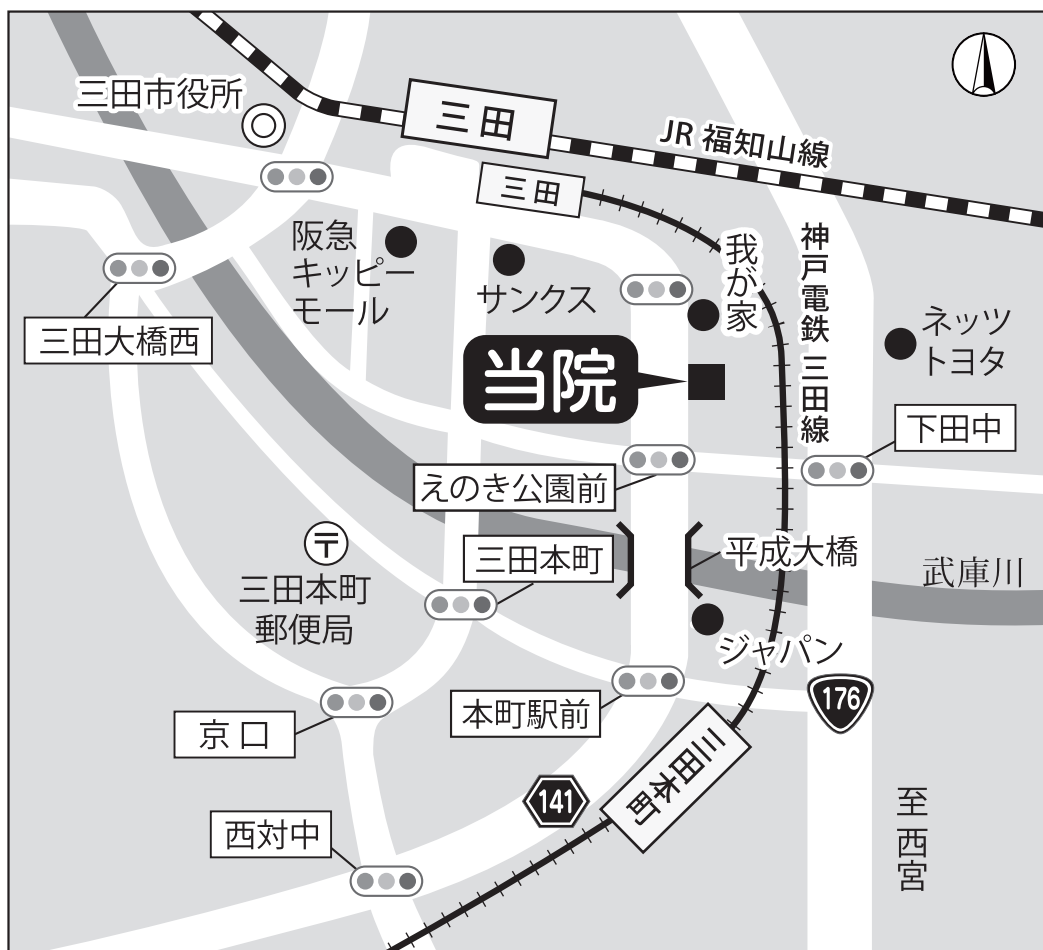 三田市役所
三田
JR 福知山線
三田
阪急
キッピー
モール
サンクス
我が家
神戸電鉄 三田線
ネッツ
トヨタ
三田大橋西
当院
下田中
えのき公園前
〒
三田本町
郵便局
三田本町
平成大橋
武庫川
ジャパン
176
本町駅前
京口
三田本町
141
西対中
至 西宮